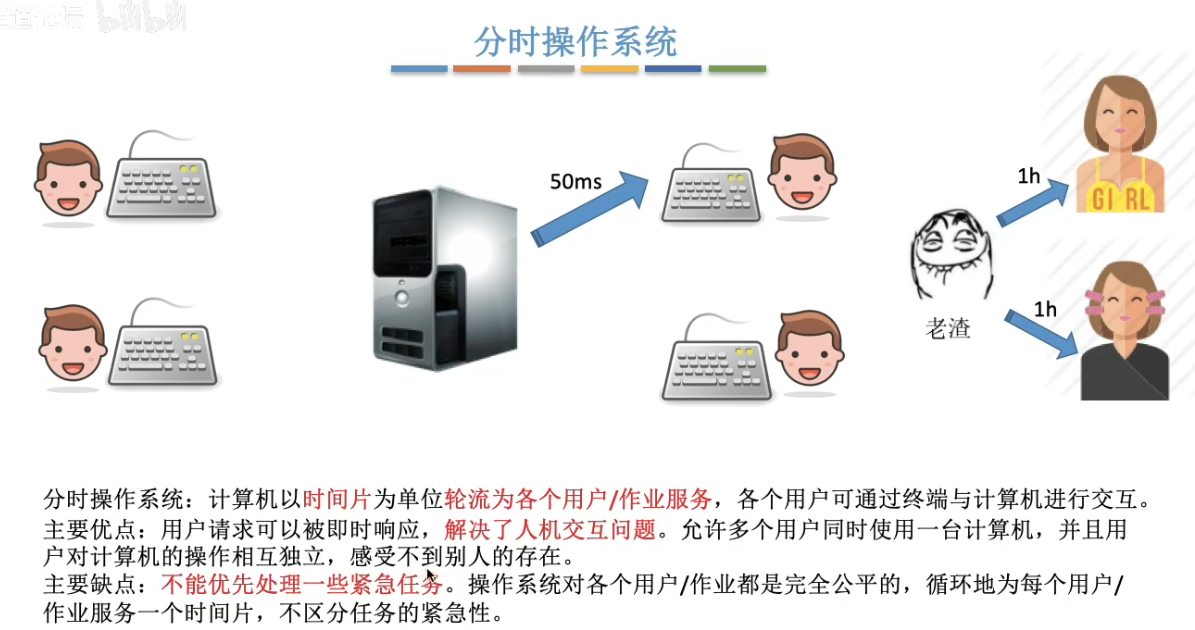 bilibili
分时操作系统
50ms
1h
GI RL
老渣
1h
分时操作系统：计算机以时间片为单位轮流为各个用户/作业服务，各个用户可通过终端与计算机进行交互。
主要优点：用户请求可以被即时响应，解决了人机交互问题。允许多个用户同时使用一台计算机，并且用
户对计算机的操作相互独立，感受不到别人的存在。
主要缺点：不能优先处理一些紧急任务。操作系统对各个用户/作业都是完全公平的，循环地为每个用户/
作业服务一个时间片，不区分任务的紧急性。